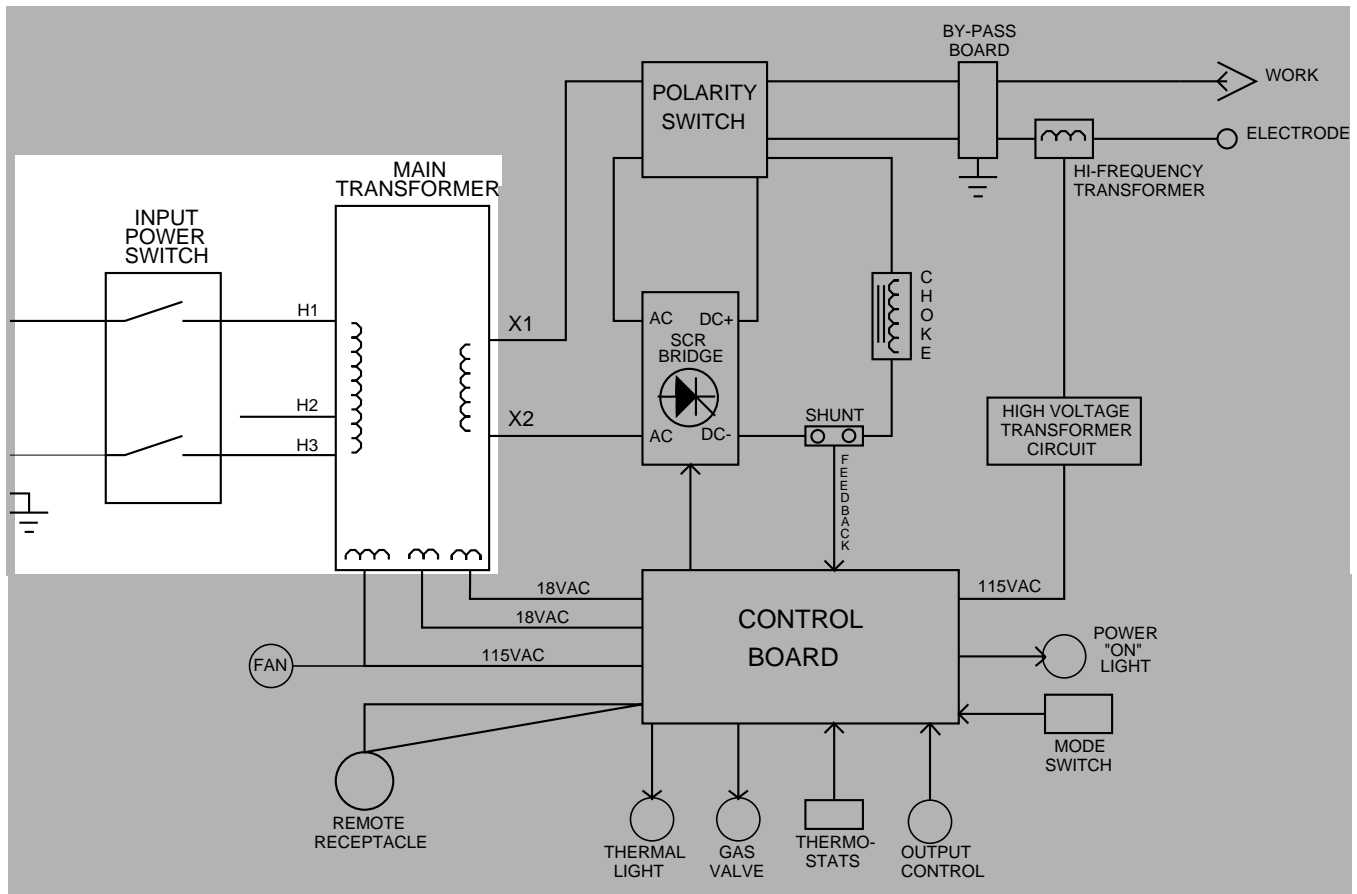 BY-PASS
BOARD
WORK
POLARITY
SWITCH
ELECTRODE
HI-FREQUENCY
TRANSFORMER
MAIN
TRANSFORMER
INPUT
POWER
SWITCH
H1
X1
H2
X2
H3
AC DC+
SCR
BRIDGE
AC DC-
CHOKE
SHUNT
FEEDBACK
HIGH VOLTAGE
TRANSFORMER
CIRCUIT
18VAC
18VAC
115VAC
FAN
CONTROL
BOARD
115VAC
POWER
"ON"
LIGHT
MODE
SWITCH
REMOTE
RECEPTACLE
THERMAL
LIGHT
GAS
VALVE
THERMO-
STATS
OUTPUT
CONTROL